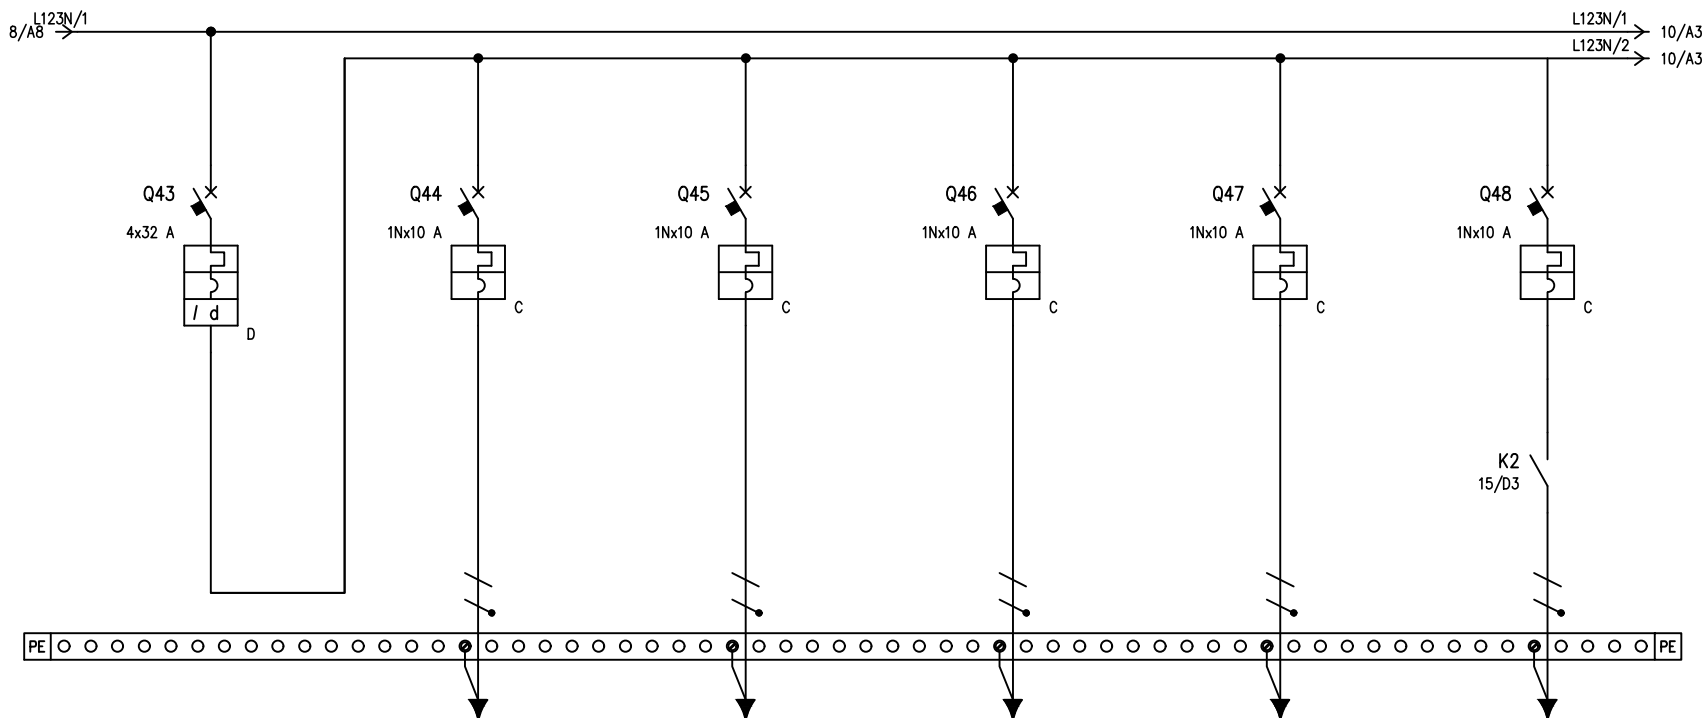 L123N/1 L123N/1
8/A8 10/A3
L123N/2
10/A3
Q43 Q44 Q45 Q46 Q47 Q48
4x32 A 1Nx10 A 1Nx10 A 1Nx10 A 1Nx10 A 1Nx10 A
I d C C C C C
D
K2
15/D3
PE PE